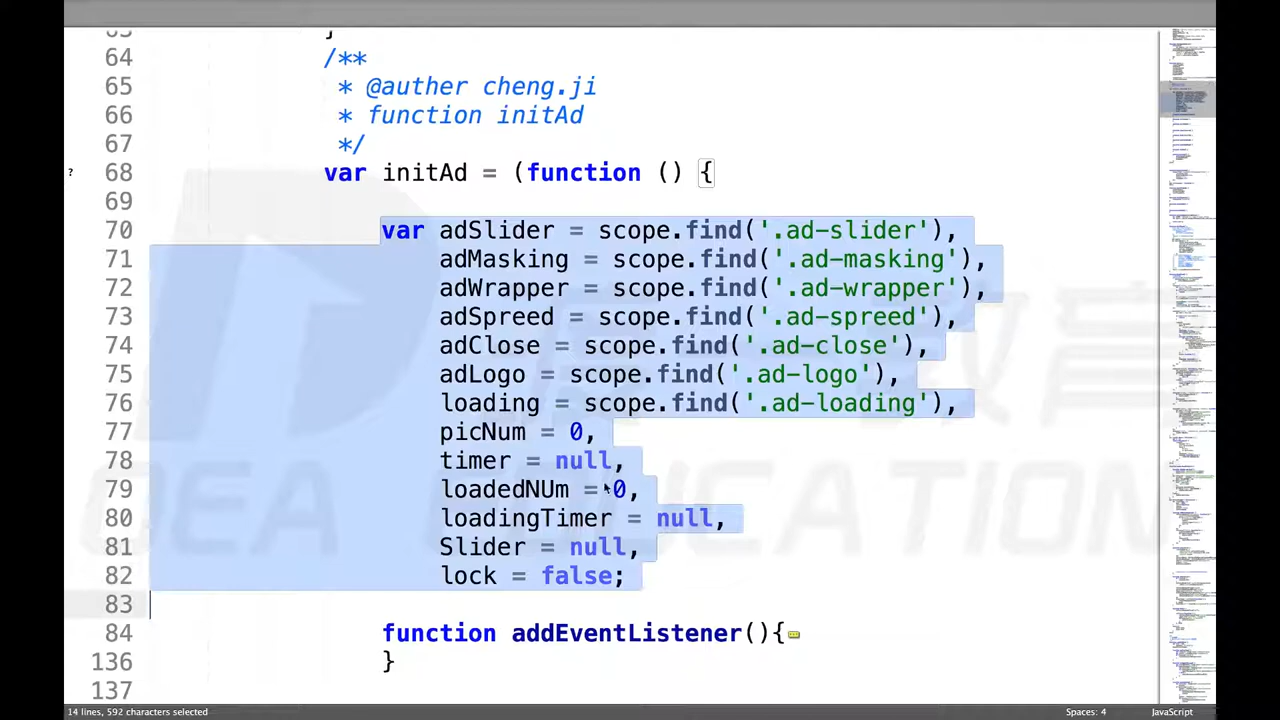 64 /**
65 * @auther cheng.ji
66 * function initAd
67 */
? 68 var initAd = (function () {
69
70 var adSlider = scope.find('.ad-slider'),
71 adMasking = scope.find('.ad-masking'),
72 adWrapper = scope.find('.ad-wrapper'),
73 adSpreed = scope.find('.ad-spreed'),
74 adClose = scope.find('.ad-close'),
75 adLogo = scope.find('.ad-logo'),
76 loading = scope.find('.ad-loading'),
77 picNum = 0,
78 timer = null,
79 loadedNUm = 0,
80 loadingTimer = null,
81 Slider = null,
82 lock = false;
83
84 function addEventListener(){
136 }
137
14 lines, 592 characters selected
Spaces: 4
JavaScript